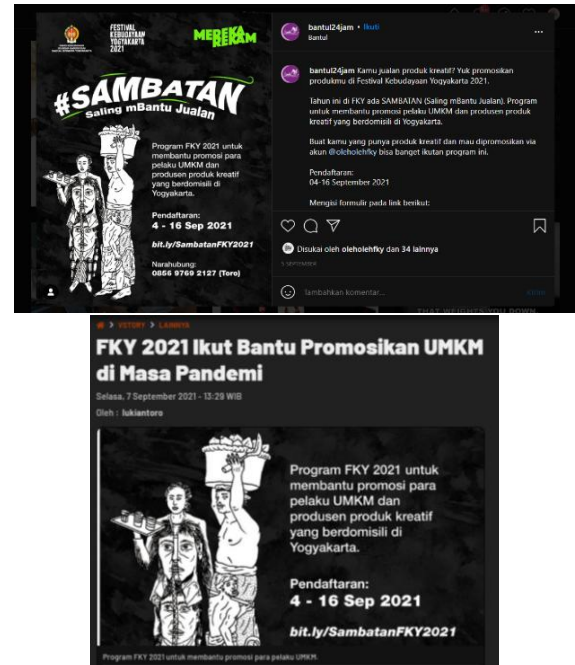 FESTIVAL
KEBUDAYAAN
YOGYAKARTA
2021
MEREKA
REKAM
#SAMBATAN
Saling mBantu Jualan
Program FKY 2021 untuk
membantu promosi para
pelaku UMKM dan
produsen produk kreatif
yang berdomisili di
Yogyakarta.
Pendaftaran:
4 - 16 Sep 2021
bit.ly/SambatanFKY2021
Narahubung:
0856 9769 2127 (Toro)
bantul24jam • Ikuti
Bantul
bantul24jam Kamu jualan produk kreatif? Yuk promosikan
produkmu di Festival Kebudayaan Yogyakarta 2021.
Tahun ini di FKY ada SAMBATAN (Saling mBantu Jualan). Program
untuk membantu promosi pelaku UMKM dan produsen produk
kreatif yang berdomisili di Yogyakarta.
Buat kamu yang punya produk kreatif dan mau dipromosikan via
akun @oleholehfky bisa banget ikutan program ini.
Pendaftaran:
04-16 September 2021
Mengisi formulir pada link berikut:
Disukai oleh oleholehfky dan 34 lainnya
5 SEPTEMBER
Tambahkan komentar...
THAT WEIGHTS YOU DOWN.
> VSTORY > LAINNYA
FKY 2021 Ikut Bantu Promosikan UMKM
di Masa Pandemi
Selasa, 7 September 2021 - 13:29 WIB
Oleh : lukiantoro
Program FKY 2021 untuk
membantu promosi para
pelaku UMKM dan
produsen produk kreatif
yang berdomisili di
Yogyakarta.
Pendaftaran:
4 - 16 Sep 2021
bit.ly/SambatanFKY2021
Program FKY 2021 untuk membantu promosi para pelaku UMKM.